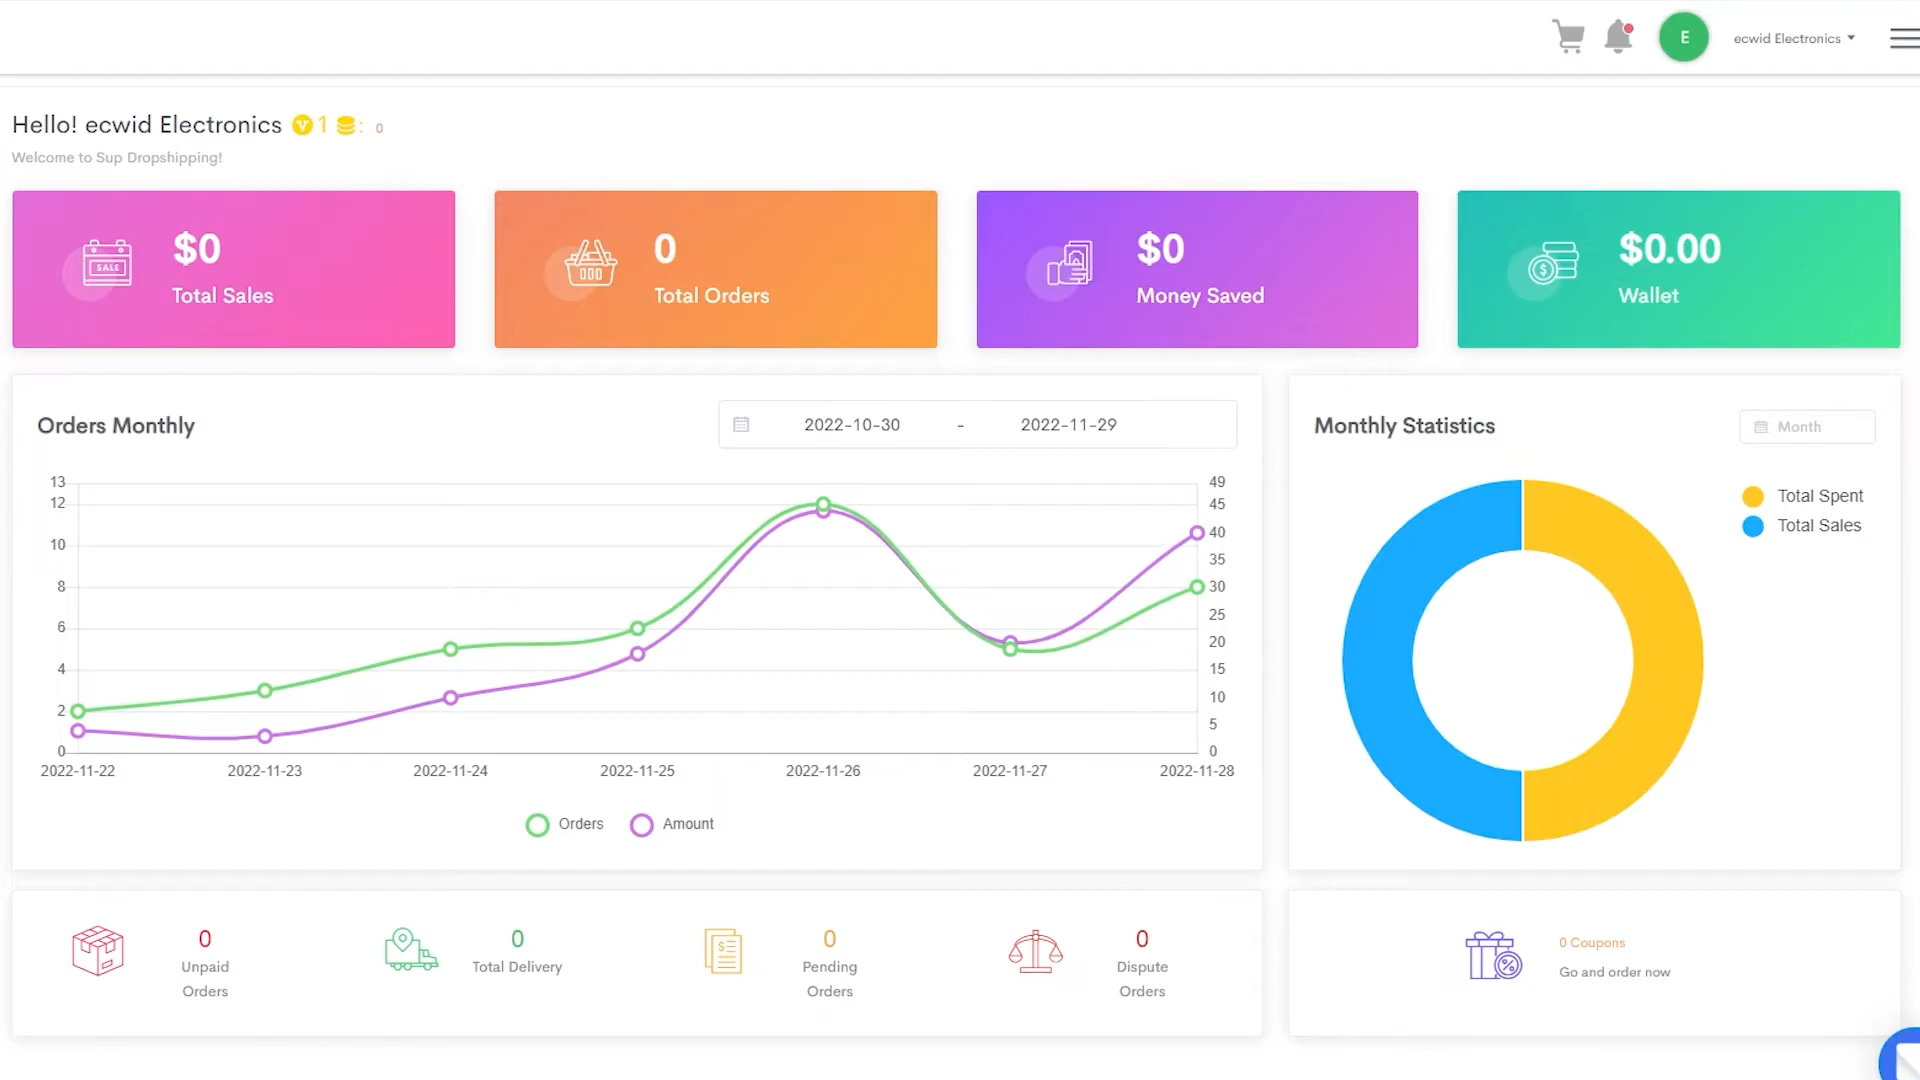 E
ecwid Electronics
Hello! ecwid Electronics V 1 : 0
Welcome to Sup Dropshipping!
SALE
$0
Total Sales
0
Total Orders
$0
Money Saved
$
$0.00
Wallet
Orders Monthly
2022-10-30 - 2022-11-29
13
12
10
8
6
4
2
0
49
45
40
35
30
25
20
15
10
5
0
2022-11-22 2022-11-23 2022-11-24 2022-11-25 2022-11-26 2022-11-27 2022-11-28
Orders Amount
Monthly Statistics
Month
Total Spent
Total Sales
0
Unpaid
Orders
0
Total Delivery
$
0
Pending
Orders
0
Dispute
Orders
%
0 Coupons
Go and order now